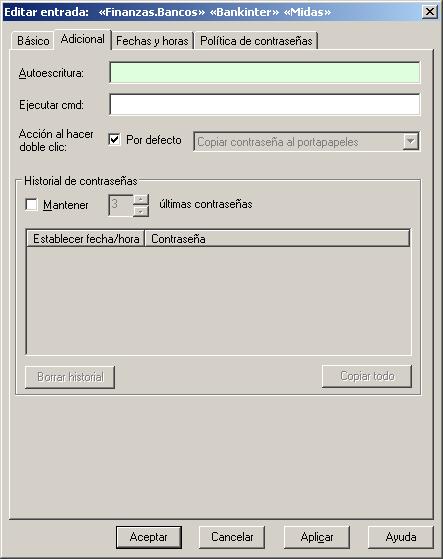 Editar entrada: «Finanzas.Bancos» «Bankinter» «Midas»
Básico Adicional Fechas y horas Política de contraseñas
Autoescritura:
Ejecutar cmd:
Acción al hacer
doble clic:
Por defecto
Copiar contraseña al portapapeles
Historial de contraseñas
Mantener 3 últimas contraseñas
Establecer fecha/hora Contraseña
Borrar historial Copiar todo
Aceptar Cancelar Aplicar Ayuda